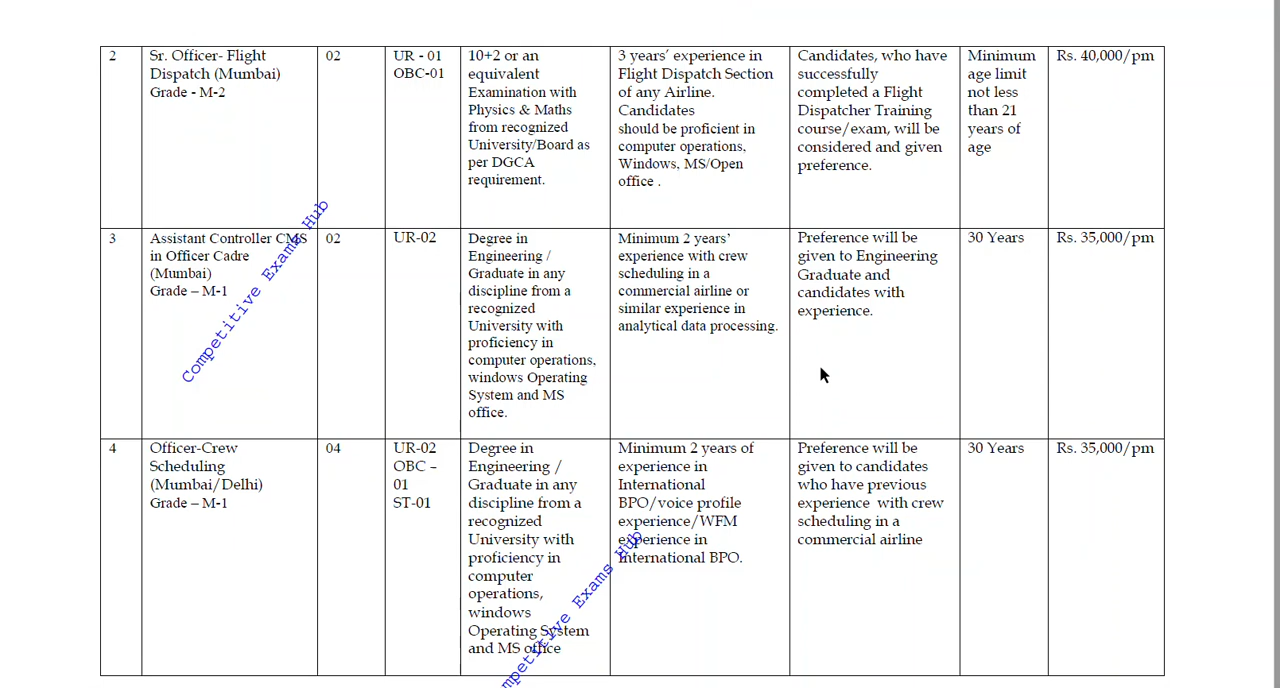 2
Sr. Officer- Flight
Dispatch (Mumbai)
Grade - M-2
02
UR - 01
OBC-01
10+2 or an
equivalent
Examination with
Physics & Maths
from recognized
University/Board as
per DGCA
requirement.
3 years' experience in
Flight Dispatch Section
of any Airline.
Candidates
should be proficient in
computer operations,
Windows, MS/Open
office .
Candidates, who have
successfully
completed a Flight
Dispatcher Training
course/exam, will be
considered and given
preference.
Minimum
age limit
not less
than 21
years of
age
Rs. 40,000/pm
3
Assistant Controller CMS
in Officer Cadre
(Mumbai)
Grade – M-1
02
UR-02
Degree in
Engineering /
Graduate in any
discipline from a
recognized
University with
proficiency in
computer operations,
windows Operating
System and MS
office.
Minimum 2 years'
experience with crew
scheduling in a
commercial airline or
similar experience in
analytical data processing.
Preference will be
given to Engineering
Graduate and
candidates with
experience.
30 Years
Rs. 35,000/pm
4
Officer-Crew
Scheduling
(Mumbai/Delhi)
Grade – M-1
04
UR-02
OBC –
01
ST-01
Degree in
Engineering /
Graduate in any
discipline from a
recognized
University with
proficiency in
computer
operations,
windows
Operating System
and MS office
Minimum 2 years of
experience in
International
BPO/voice profile
experience/WFM
experience in
International BPO.
Preference will be
given to candidates
who have previous
experience with crew
scheduling in a
commercial airline
30 Years
Rs. 35,000/pm
Competitive Exams Hub
mpetitive Exams Hub